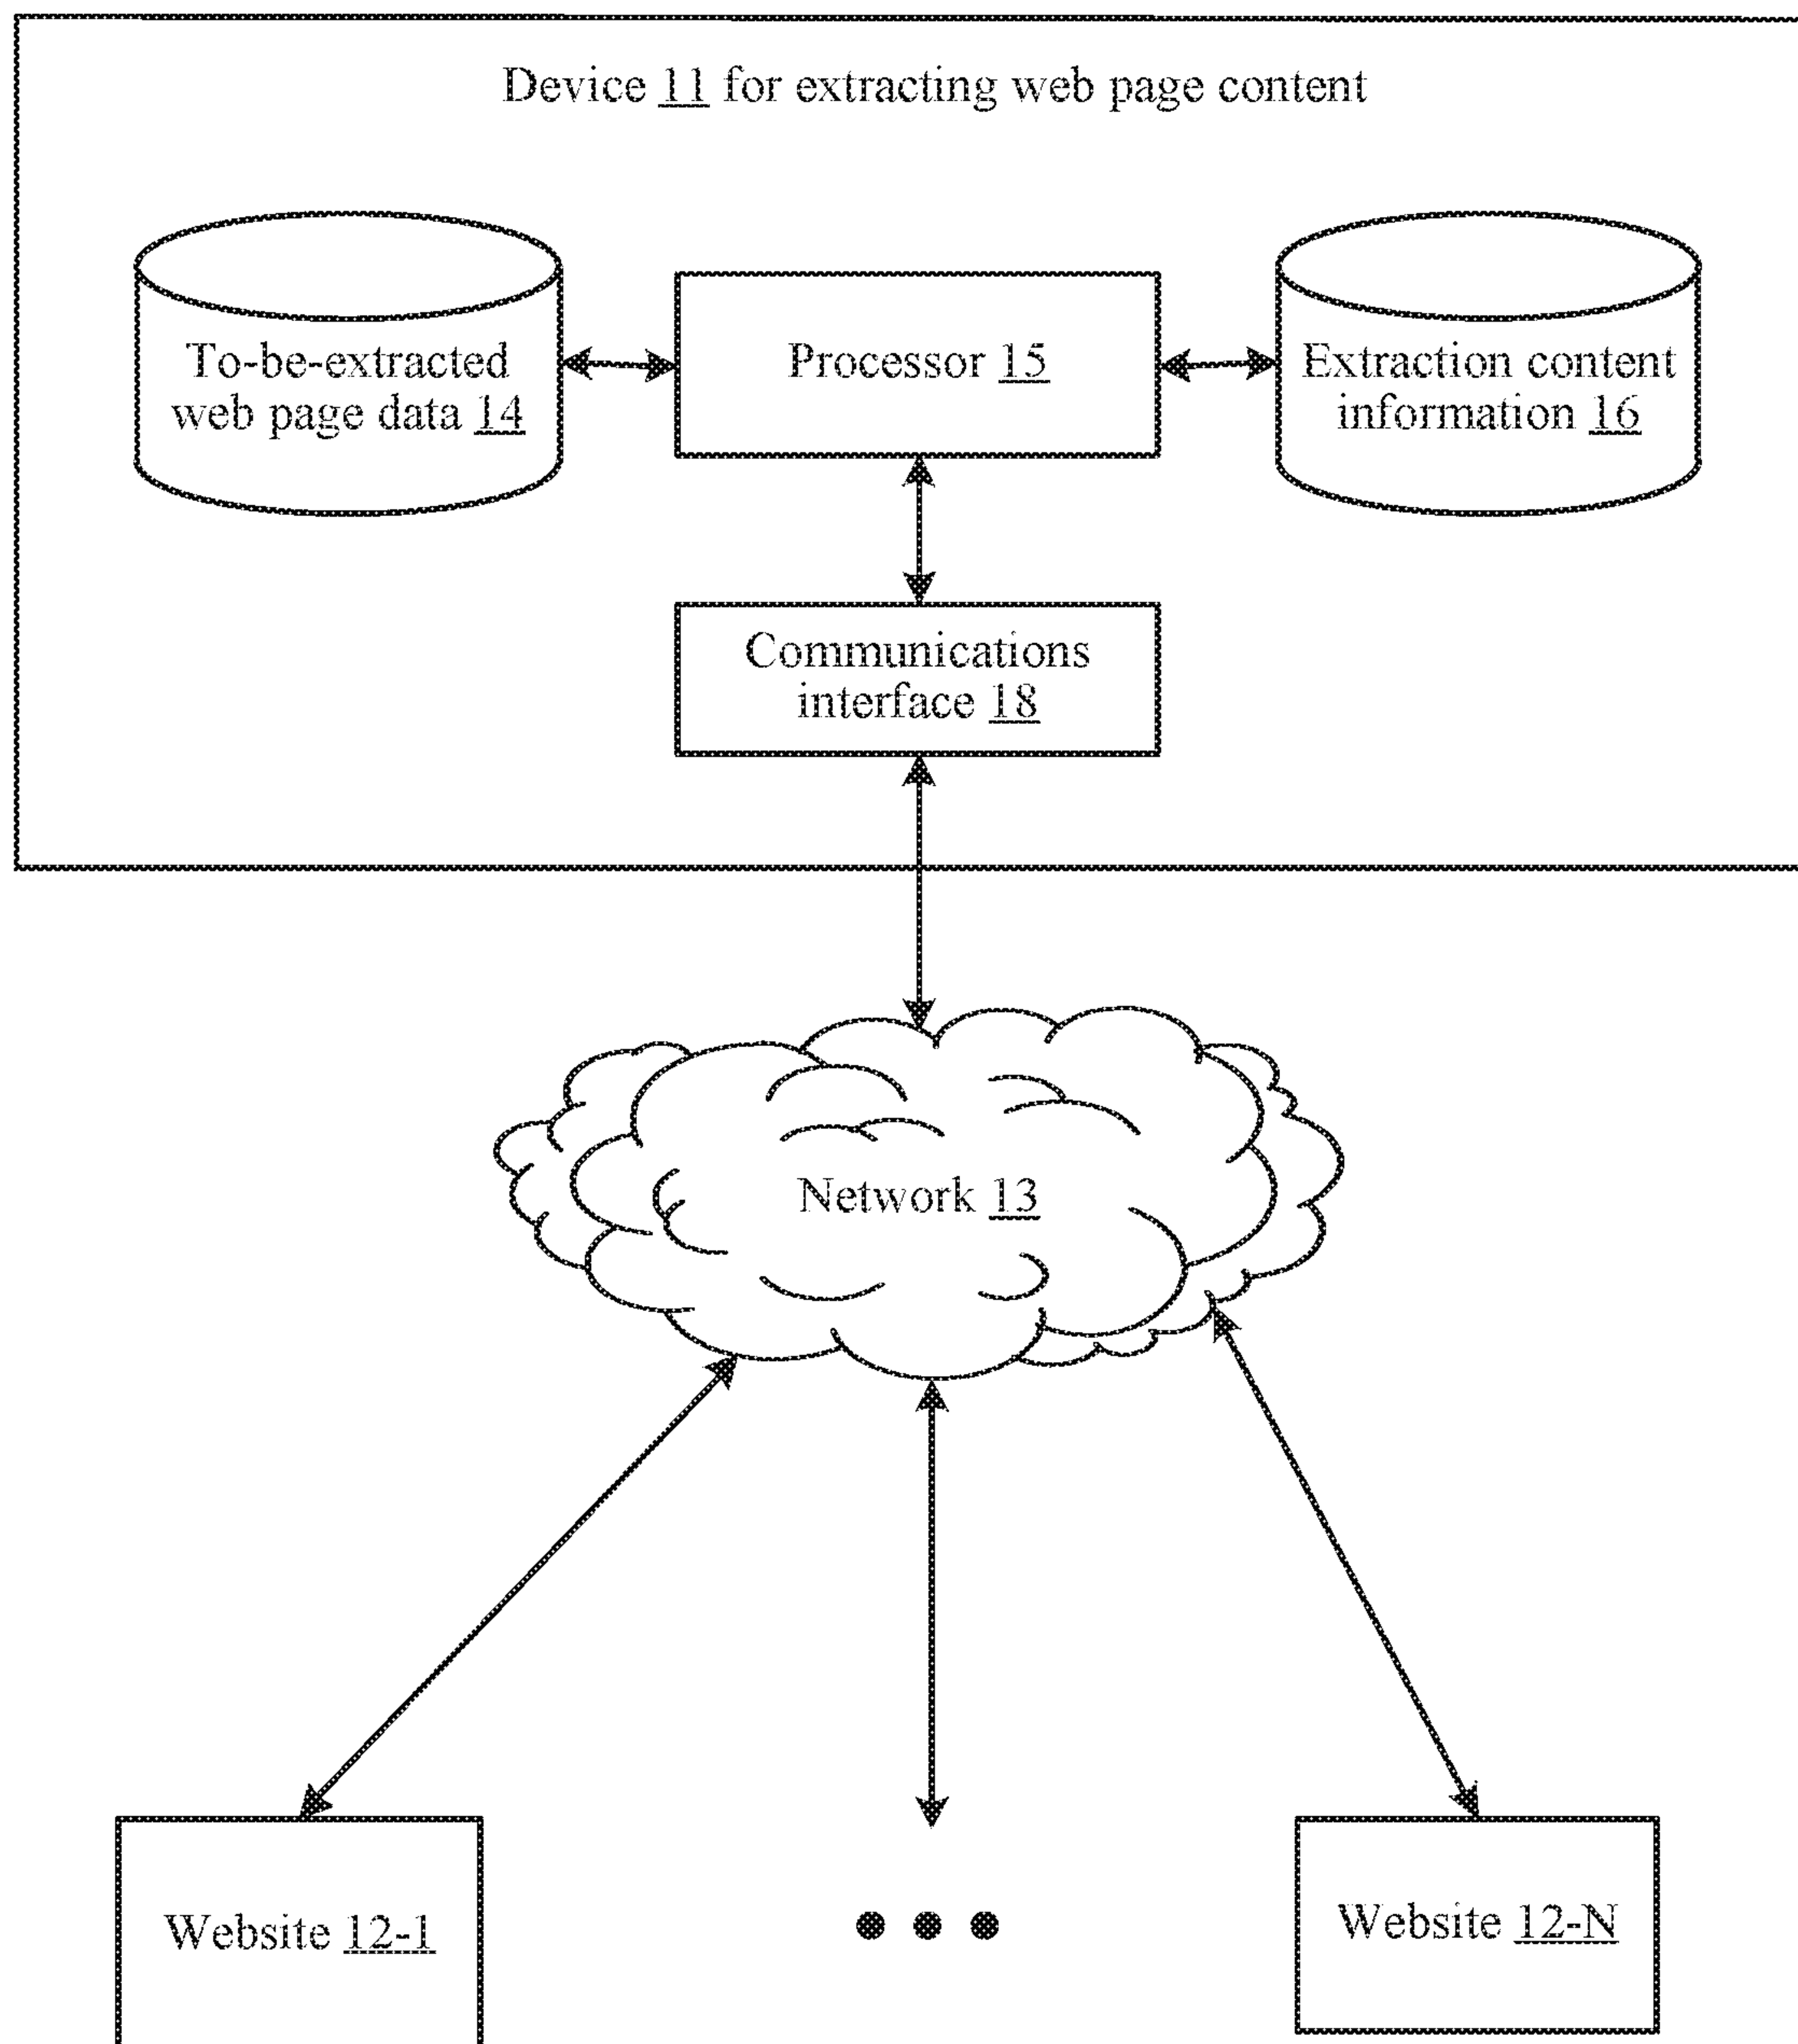 Device 11 for extracting web page content
To-be-extracted
web page data 14
Processor 15
Extraction content
information 16
Communications
interface 18
Network 13
Website 12-1
Website 12-N